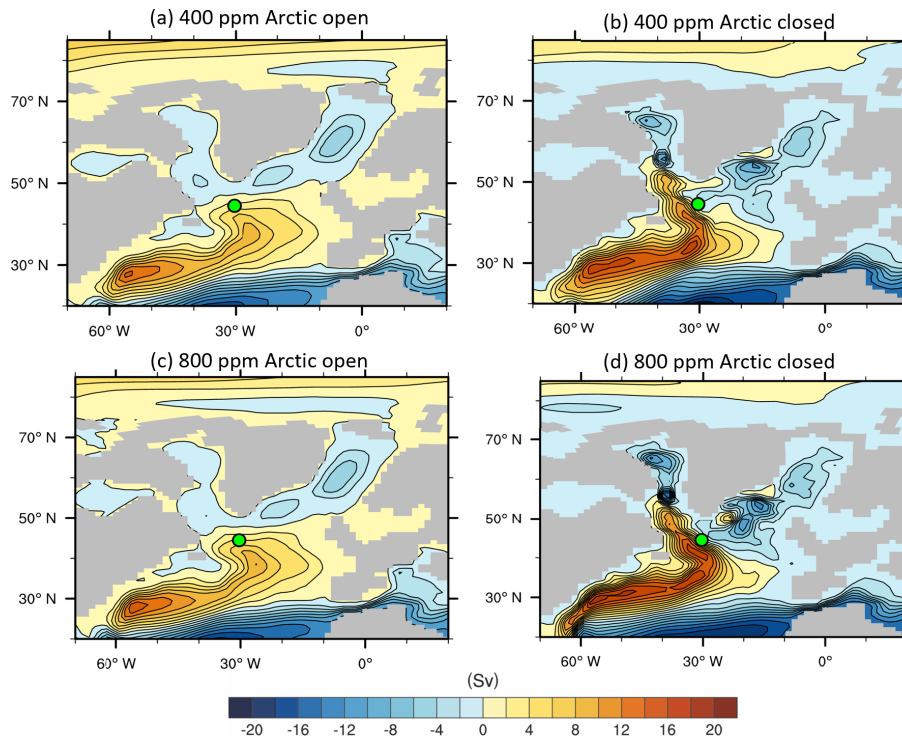 (a) 400 ppm Arctic open
(b) 400 ppm Arctic closed
70° N
50° N
30° N
60° W
30° W
0°
70° N
50° N
30° N
60° W
30° W
0°
(c) 800 ppm Arctic open
(d) 800 ppm Arctic closed
70° N
50° N
30° N
60° W
30° W
0°
70° N
50° N
30° N
60° W
30° W
0°
(Sv)
-20 -16 -12 -8 -4 0 4 8 12 16 20